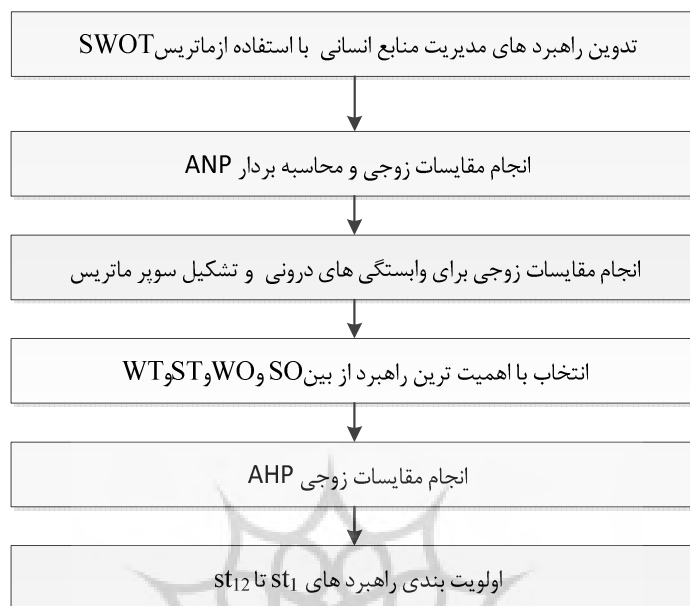 تدوین راهبرد های مدیریت منابع انسانی با استفاده ازماتریسSWOT
انجام مقایسات زوجی و محاسبه بردار ANP
انجام مقایسات زوجی برای وابستگی های درونی و تشکیل سوپر ماتریس
انتخاب با اهمیت ترین راهبرد از بینSO وWOوSTوWT
انجام مقایسات زوجی AHP
اولویت بندی راهبرد های st1 تا st12